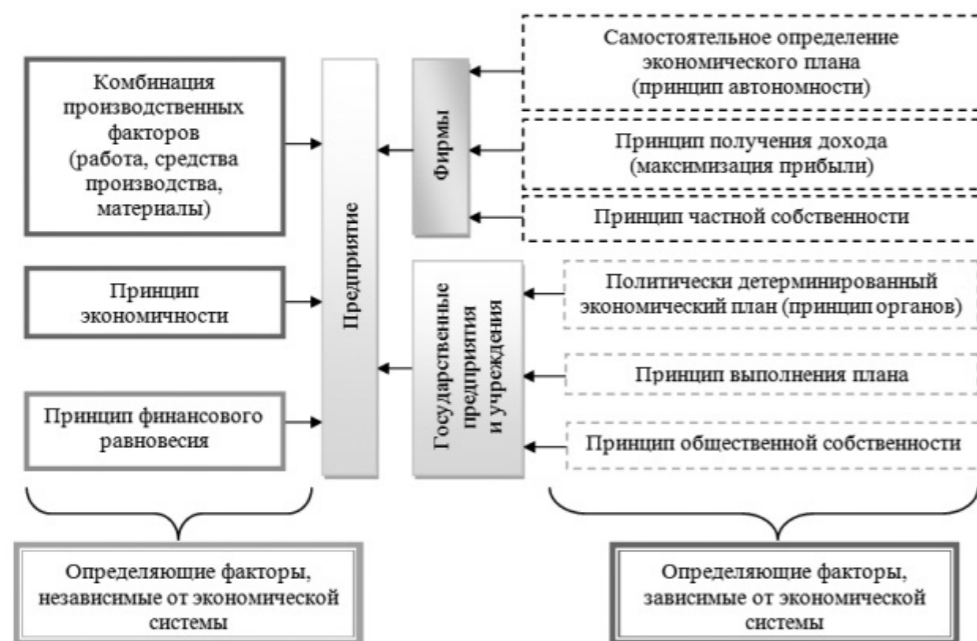 Комбинация
производственных
факторов
(работа, средства
производства,
материалы)
Принцип
экономичности
Принцип финансового
равновесия
Предприятие
Фирмы
Государственные
предприятия
и учреждения
Самостоятельное определение
экономического плана
(принцип автономности)
Принцип получения дохода
(максимизация прибыли)
Принцип частной собственности
Политически детерминированный
экономический план (принцип органов)
Принцип выполнения плана
Принцип общественной собственности
Определяющие факторы,
независимые от экономической
системы
Определяющие факторы,
зависимые от экономической
системы